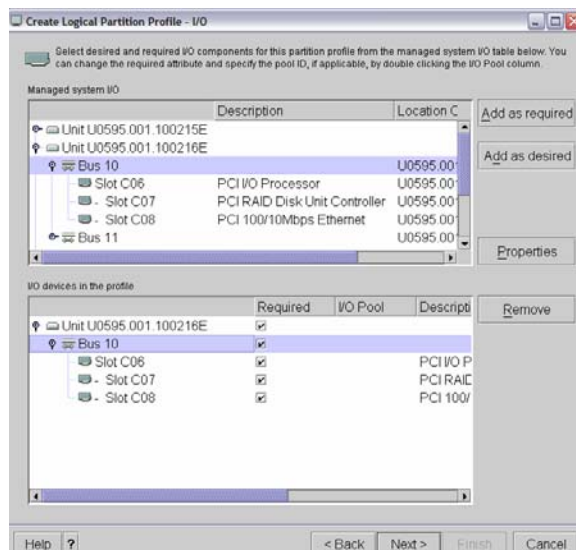 Create Logical Partition Profile - I/O
Select desired and required I/O components for this partition profile from the managed system I/O table below. You
can change the required attribute and specify the pool ID, if applicable, by double clicking the I/O Pool column.
Managed system I/O
Description Location C
Unit U0595.001.100215E
Unit U0595.001.100216E
Bus 10 U0595.00
Slot C06 PCI I/O Processor U0595.00
- Slot C07 PCI RAID Disk Unit Controller U0595.00
- Slot C08 PCI 100/10Mbps Ethernet U0595.00
Bus 11 U0595.00
Add as required
Add as desired
Properties
I/O devices in the profile
Required I/O Pool Descripti
Unit U0595.001.100216E
Bus 10
Slot C06 PCI I/O P
- Slot C07 PCI RAID
- Slot C08 PCI 100/
Remove
Help ? < Back Next > Finish Cancel